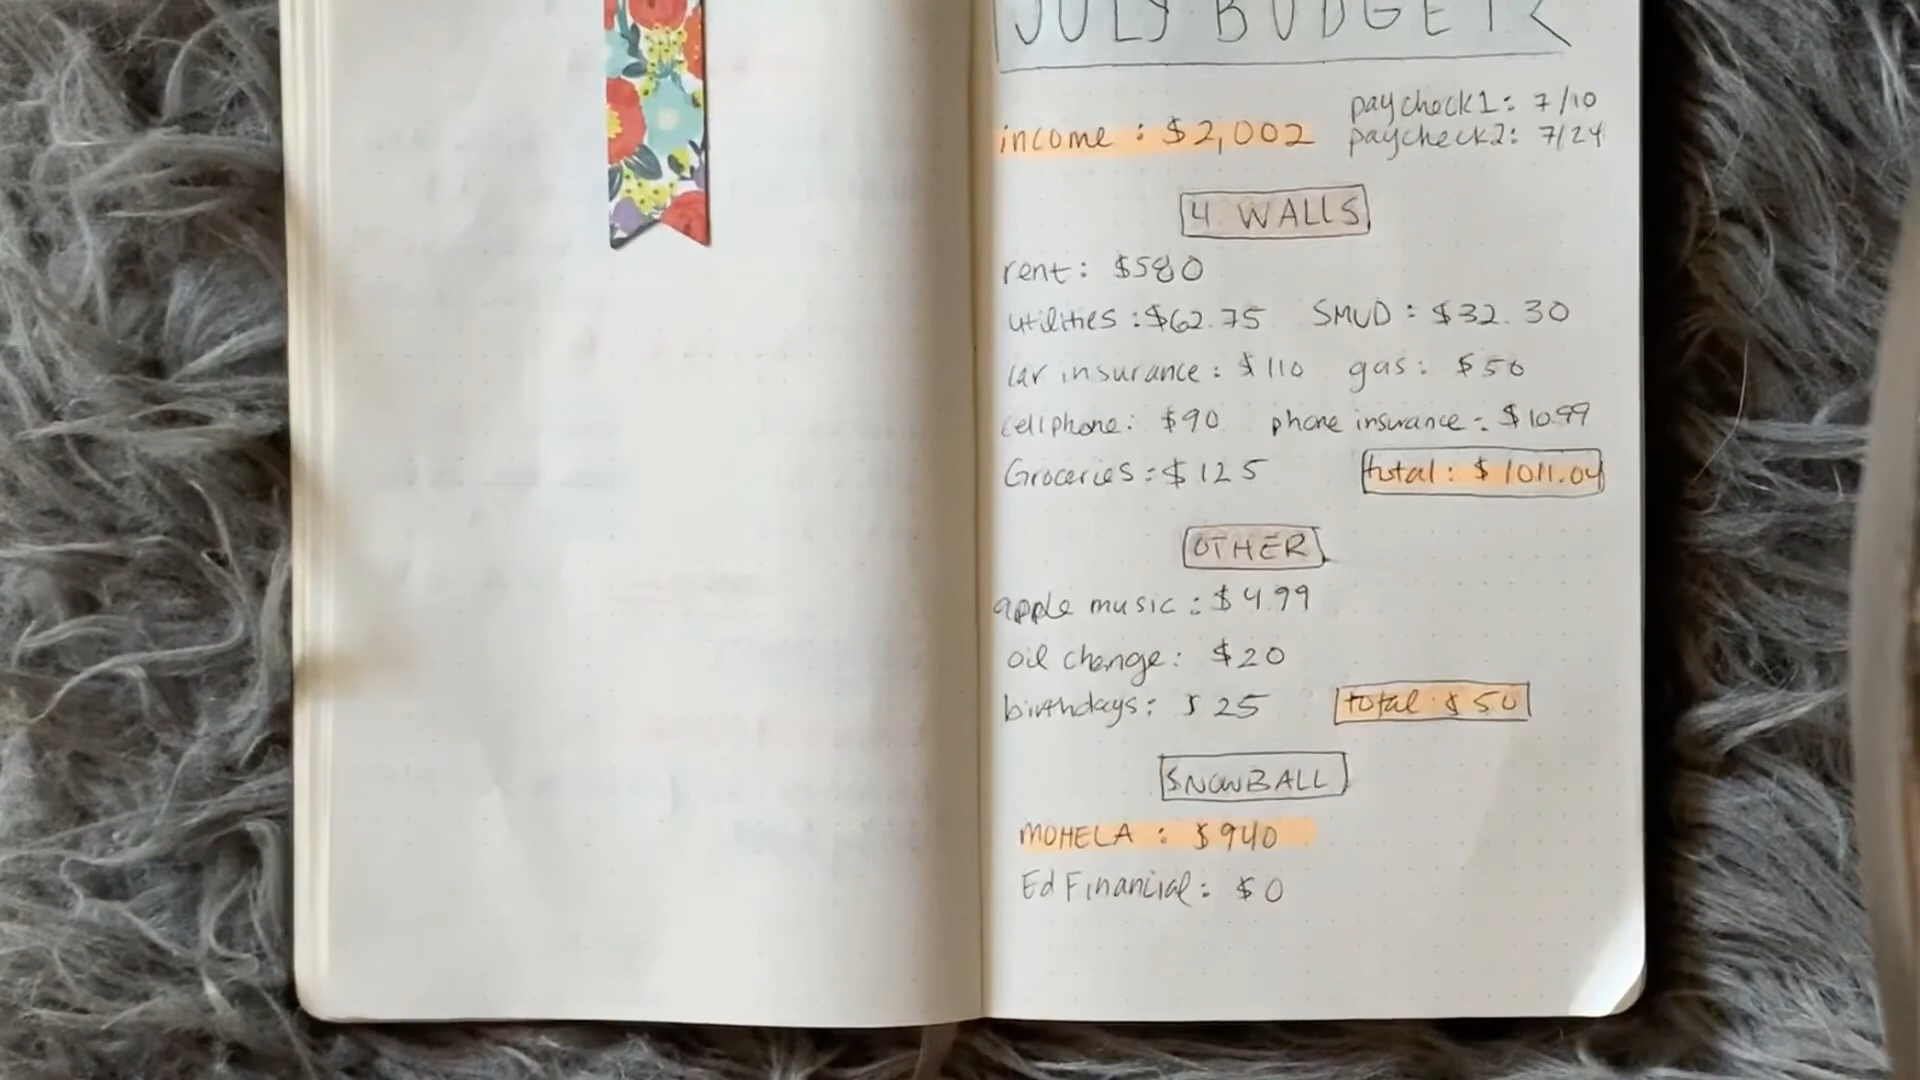 JULY BUDGET
paycheck1: 7/10
income : $2,002 paycheck2: 7/24
4 WALLS
rent: $580
utilities : $62.75 SMUD : $32.30
car insurance : $110 gas: $50
cellphone: $90 phone insurance : $10.99
Groceries : $125 total: $1011.04
OTHER
apple music : $4.99
oil change: $20
birthdays: $25 total: $50
SNOWBALL
MOHELA : $940
Ed Financial: $0